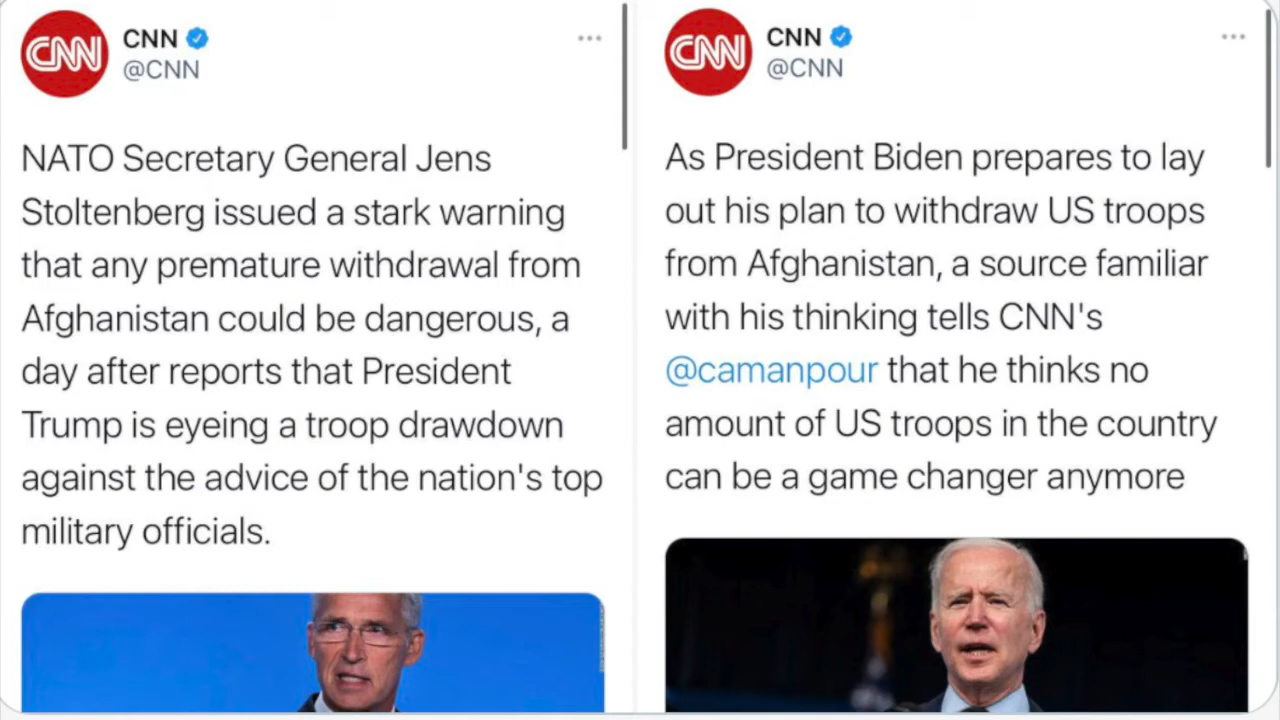 CNN
CNN
@CNN
NATO Secretary General Jens
Stoltenberg issued a stark warning
that any premature withdrawal from
Afghanistan could be dangerous, a
day after reports that President
Trump is eyeing a troop drawdown
against the advice of the nation's top
military officials.
CNN
CNN
@CNN
As President Biden prepares to lay
out his plan to withdraw US troops
from Afghanistan, a source familiar
with his thinking tells CNN's
@camanpour that he thinks no
amount of US troops in the country
can be a game changer anymore